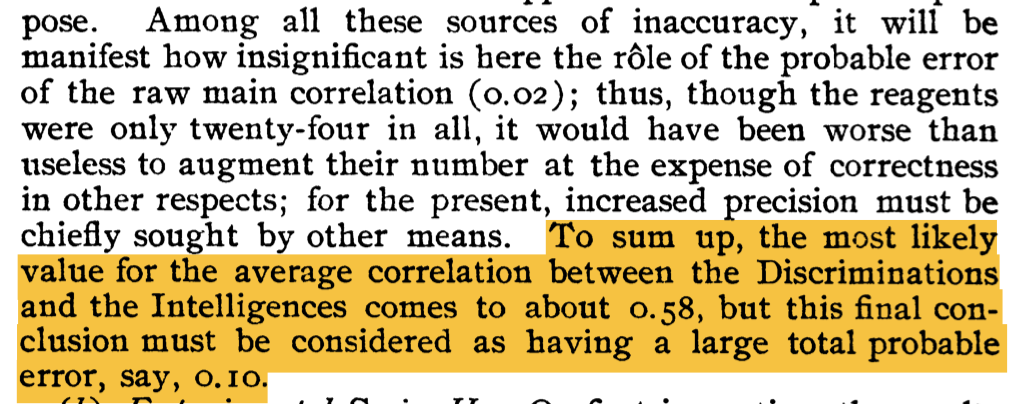 pose. Among all these sources of inaccuracy, it will be
manifest how insignificant is here the rôle of the probable error
of the raw main correlation (0.02); thus, though the reagents
were only twenty-four in all, it would have been worse than
useless to augment their number at the expense of correctness
in other respects; for the present, increased precision must be
chiefly sought by other means. To sum up, the most likely
value for the average correlation between the Discriminations
and the Intelligences comes to about 0.58, but this final con-
clusion must be considered as having a large total probable
error, say, 0.10.